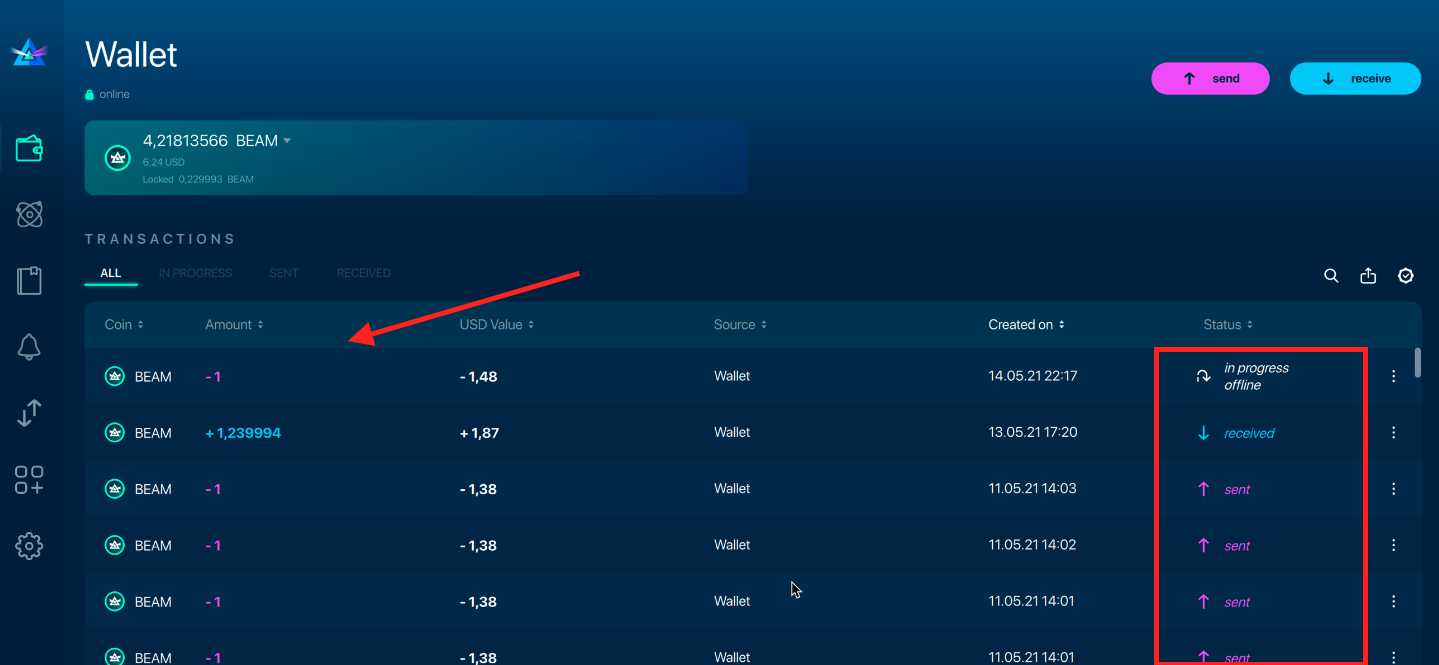 Wallet
online
send
receive
4,21813566 BEAM
6,24 USD
Locked 0,229993 BEAM
TRANSACTIONS
ALL IN PROGRESS SENT RECEIVED
Coin Amount USD Value Source Created on Status
BEAM - 1 - 1,48 Wallet 14.05.21 22:17 in progress
offline
BEAM + 1,239994 + 1,87 Wallet 13.05.21 17:20 received
BEAM - 1 - 1,38 Wallet 11.05.21 14:03 sent
BEAM - 1 - 1,38 Wallet 11.05.21 14:02 sent
BEAM - 1 - 1,38 Wallet 11.05.21 14:01 sent
BEAM - 1 - 1,38 Wallet 11.05.21 14:01 sent